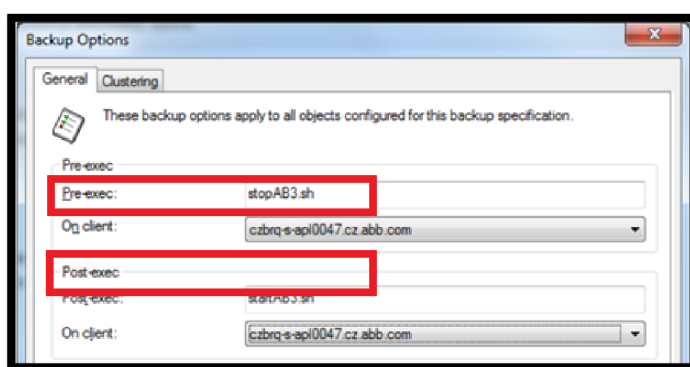 Backup Options
General Clustering
These backup options apply to all objects configured for this backup specification.
Pre-exec
Pre-exec: stopAB3.sh
On client: czbrq-s-apl0047.cz.abb.com
Post-exec
Post-exec: startAB3.sh
On client: czbrq-s-apl0047.cz.abb.com